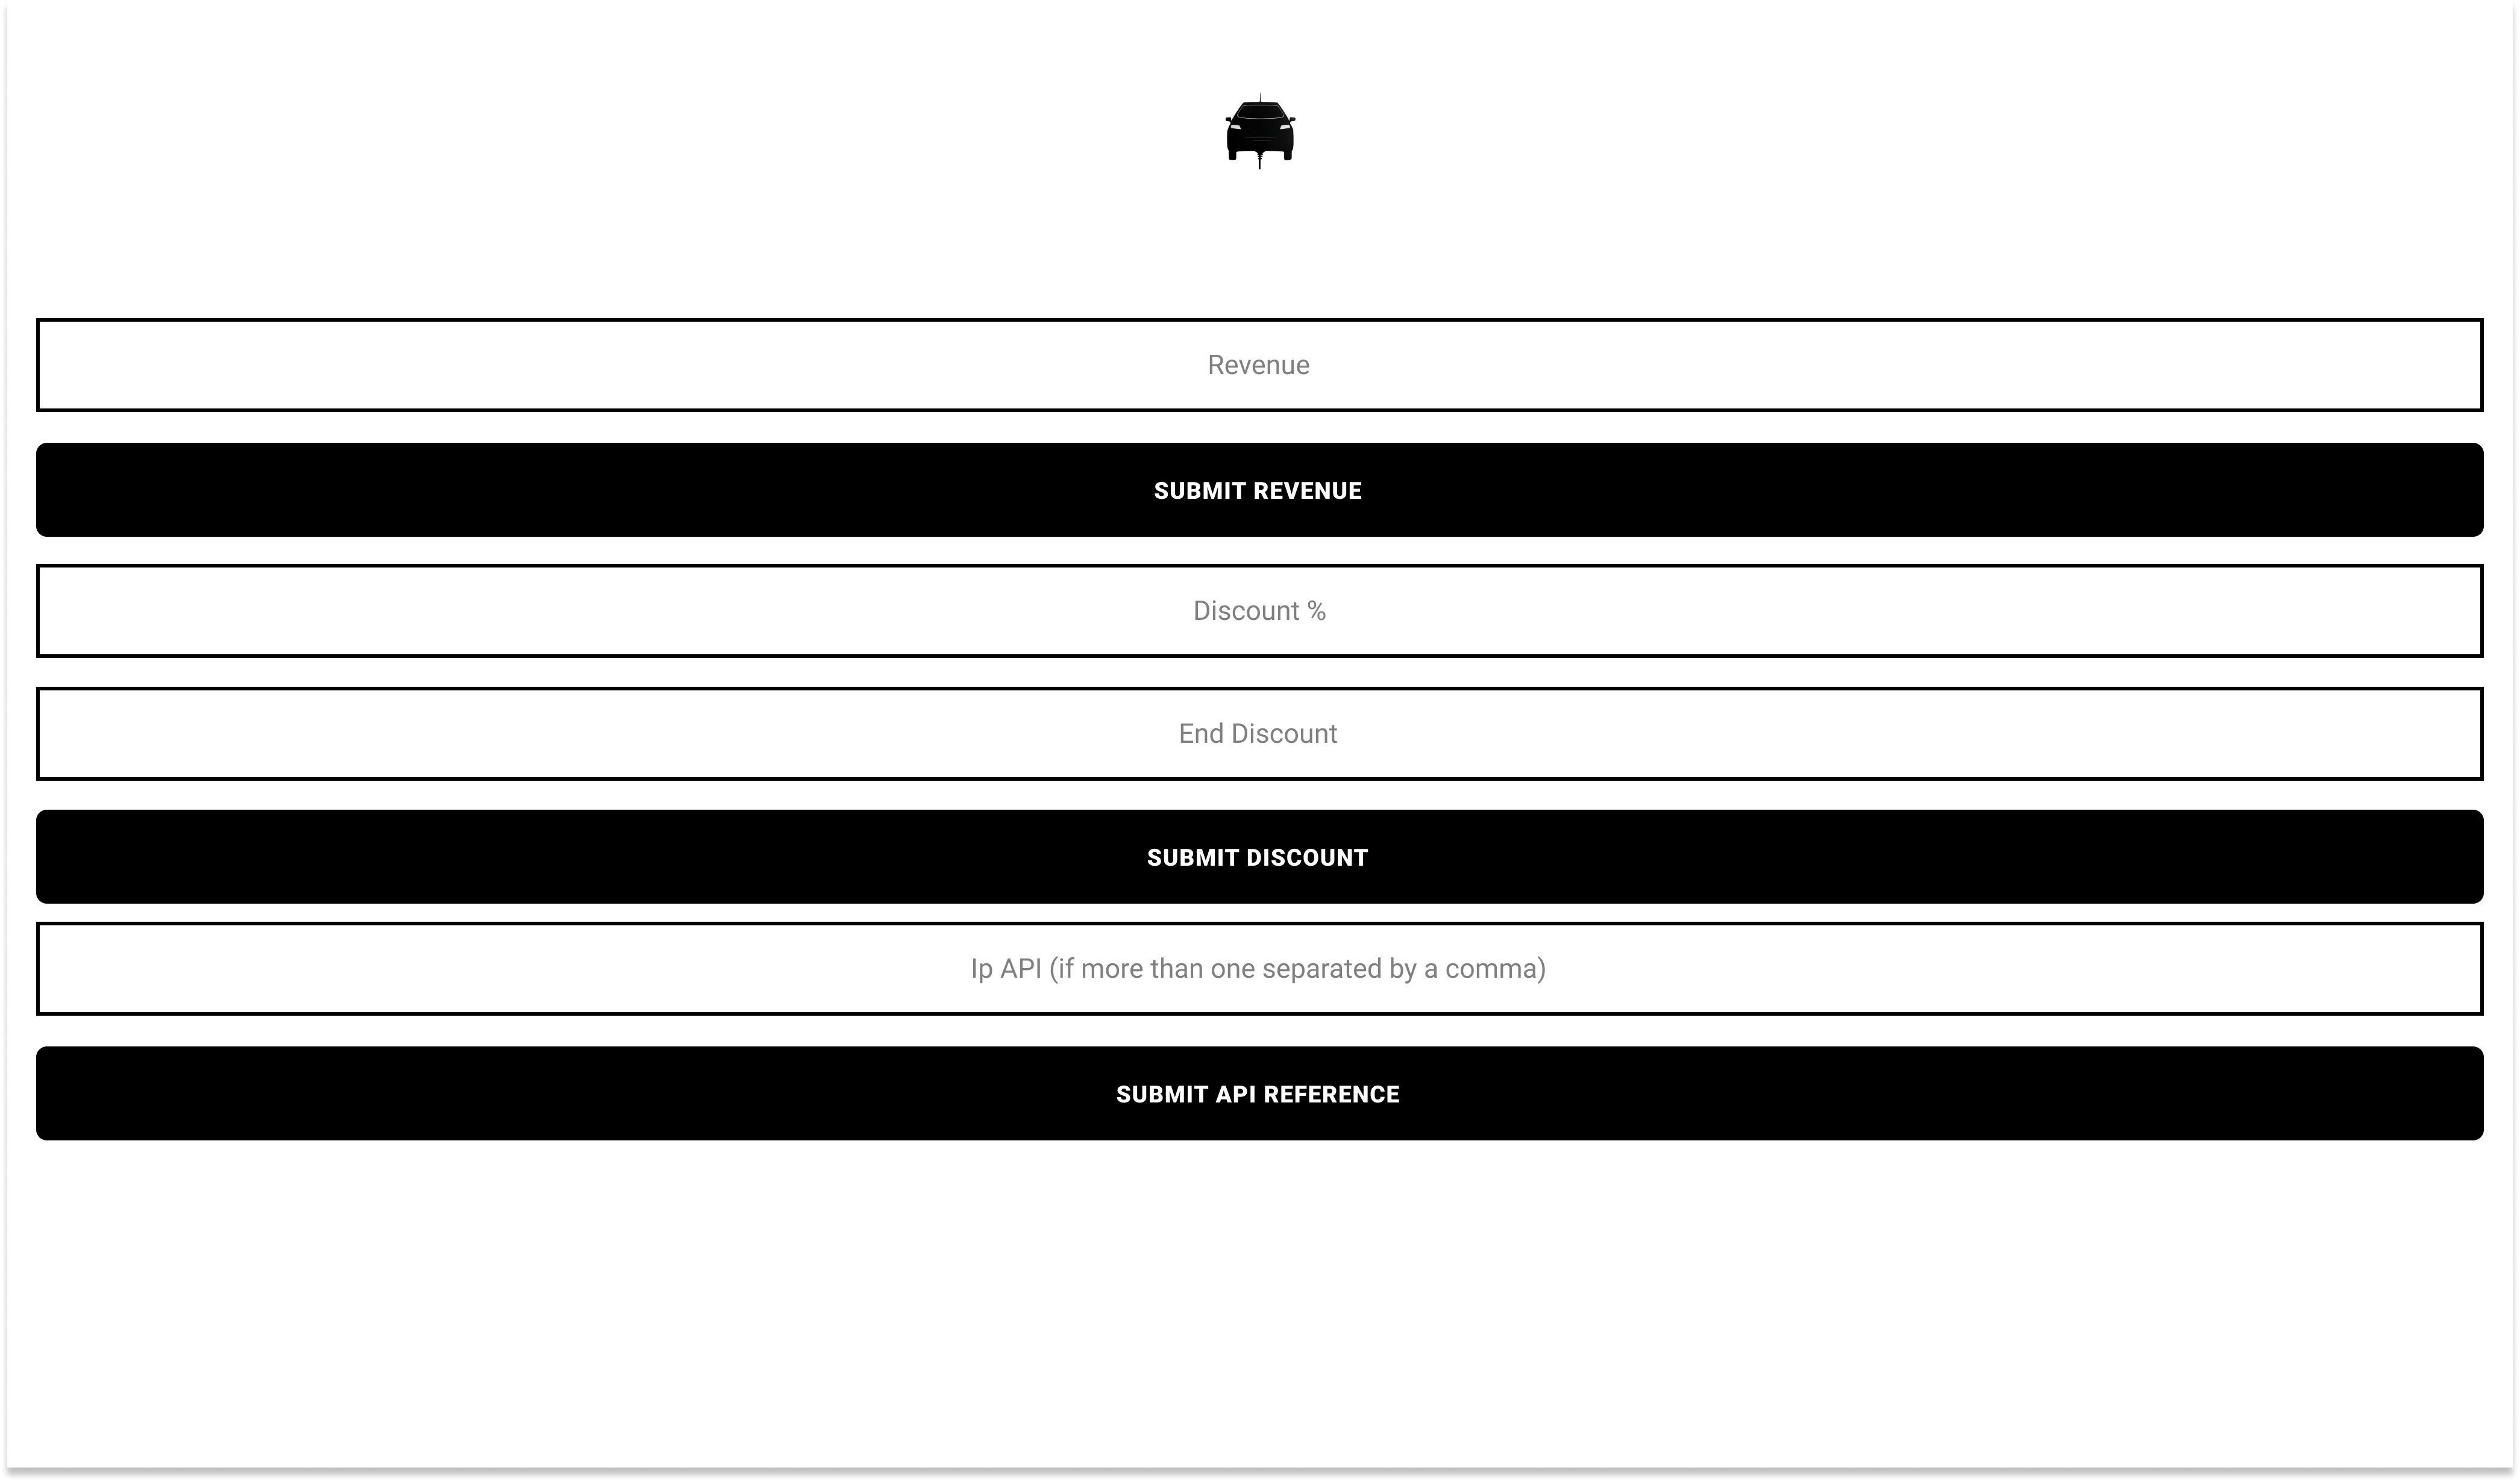 Revenue
SUBMIT REVENUE
Discount %
End Discount
SUBMIT DISCOUNT
Ip API (if more than one separated by a comma)
SUBMIT API REFERENCE